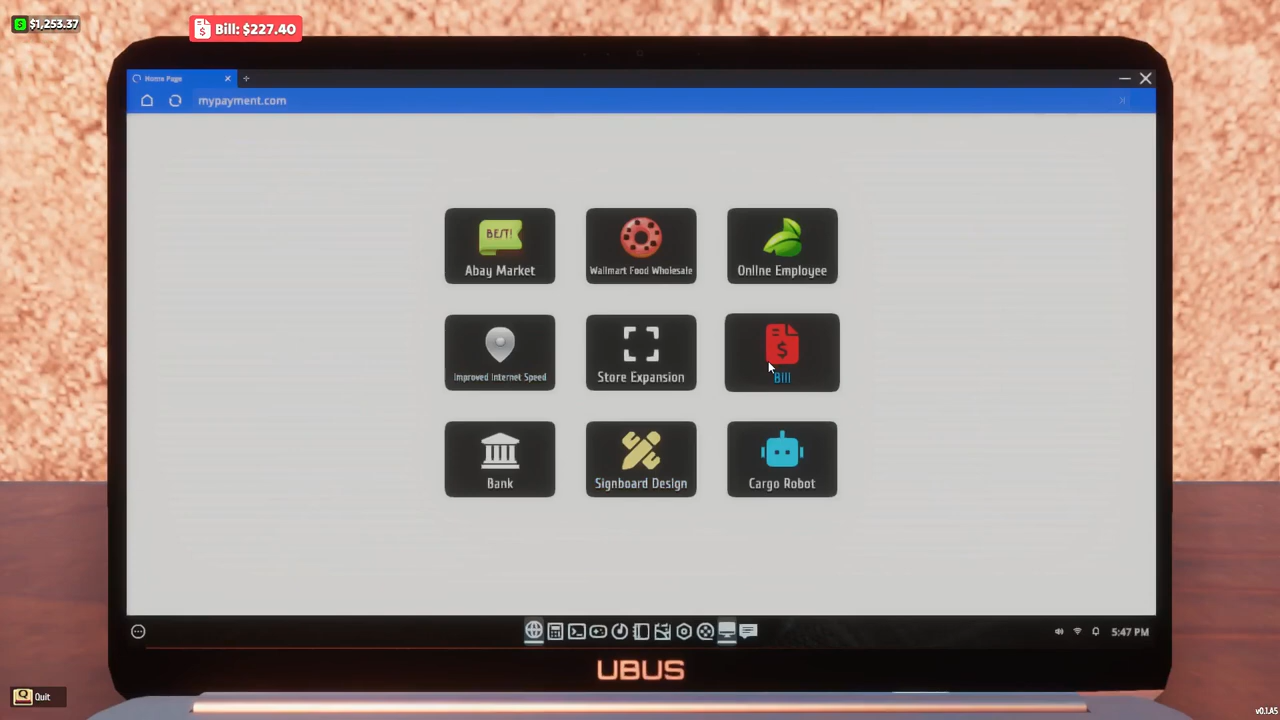 $1,253.37
Bill: $227.40
Home Page
mypayment.com
BEST!
Abay Market
Wallmart Food Wholesale
Online Employee
Improved Internet Speed
Store Expansion
$
Bill
Bank
Signboard Design
Cargo Robot
5:47 PM
UBUS
Quit
v0.1.A5